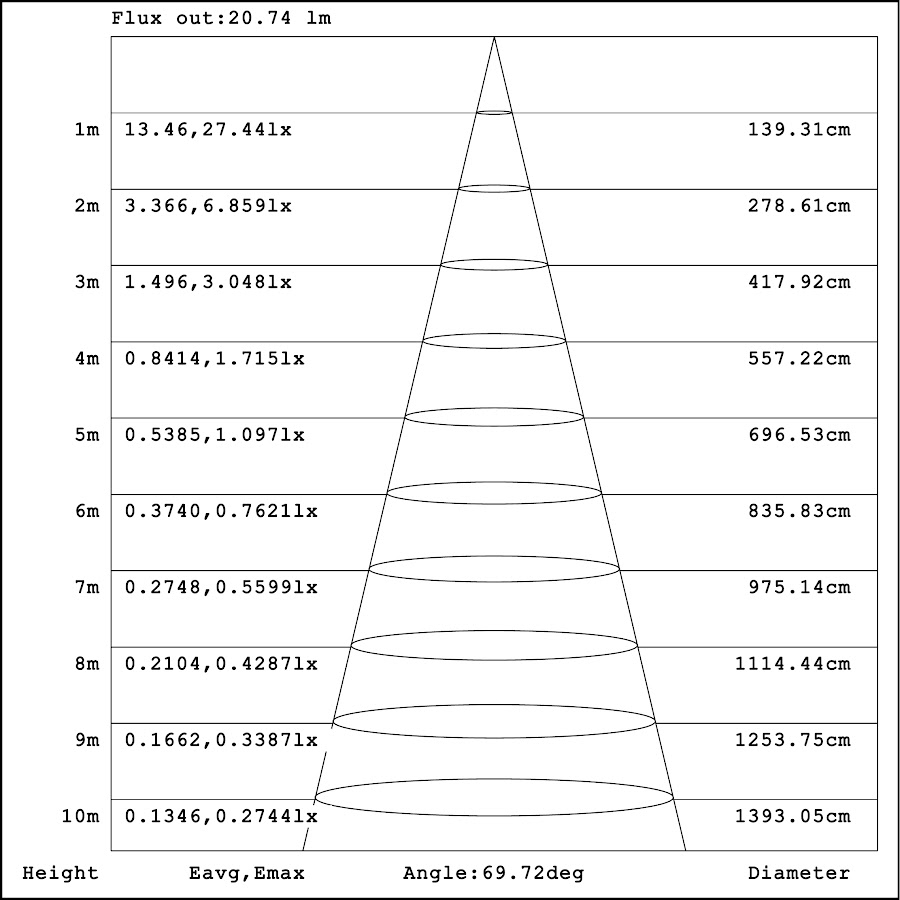 Flux out:20.74 lm
1m 13.46,27.44lx 139.31cm
2m 3.366,6.859lx 278.61cm
3m 1.496,3.048lx 417.92cm
4m 0.8414,1.715lx 557.22cm
5m 0.5385,1.097lx 696.53cm
6m 0.3740,0.7621lx 835.83cm
7m 0.2748,0.5599lx 975.14cm
8m 0.2104,0.4287lx 1114.44cm
9m 0.1662,0.3387lx 1253.75cm
10m 0.1346,0.2744lx 1393.05cm
Height Eavg,Emax Angle:69.72deg Diameter